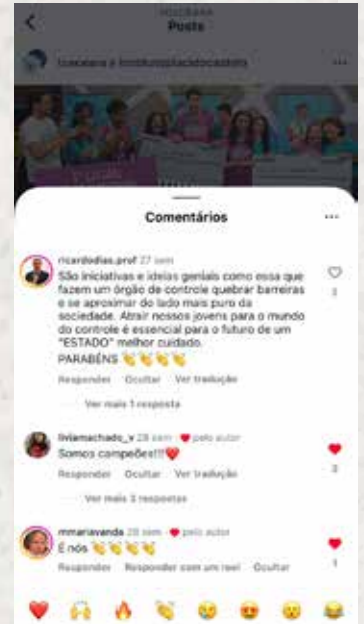 Posts
Comentários
ricardodias.prof 27 sem
São iniciativas e ideias geniais como essa que
fazem um órgão de controle quebrar barreiras
e se aproximar do lado mais puro da
sociedade. Atrair nossos jovens para o mundo
do controle é essencial para o futuro de um
"ESTADO" melhor cuidado.
PARABÉNS
Responder Ocultar Ver tradução
Ver mais 1 resposta
liviamachado_v 28 sem pelo autor
Somos campeões!!!
Responder Ocultar Ver tradução
Ver mais 3 respostas
mmariavanda 28 sem pelo autor
É nós
Responder Responder com um reel Ocultar
1